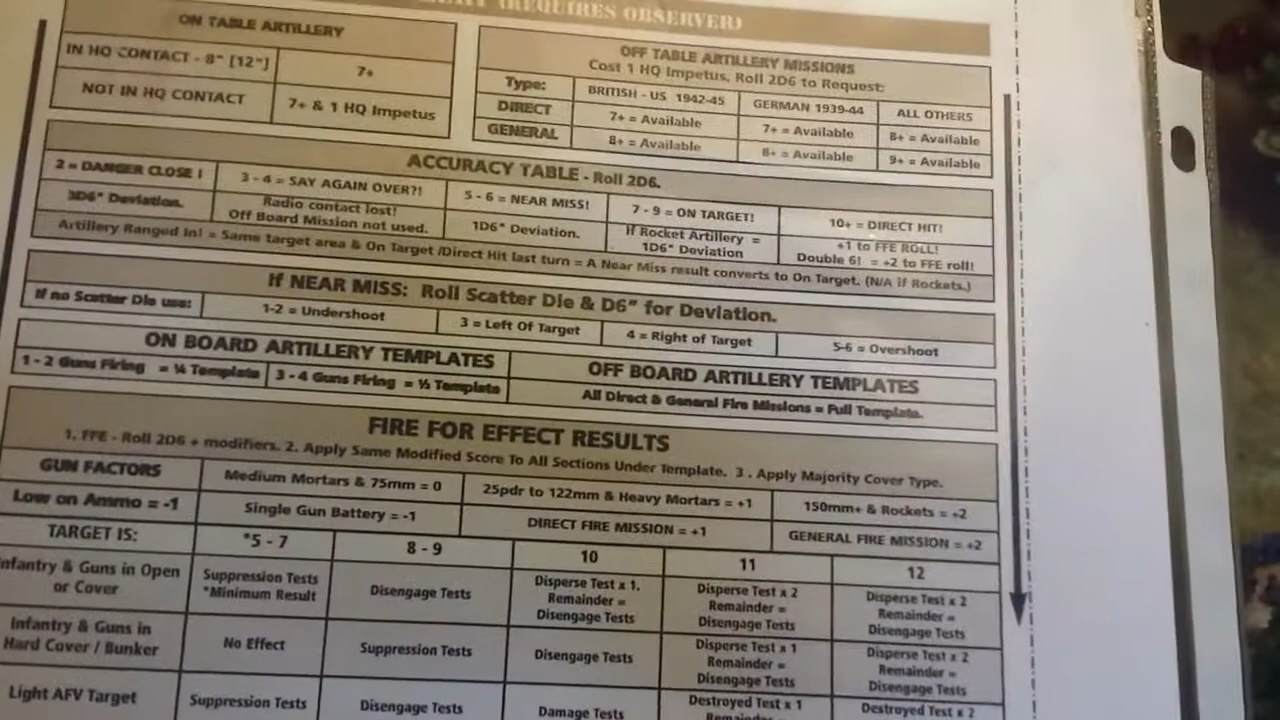 (REQUIRES OBSERVER)
ON TABLE ARTILLERY
IN HQ CONTACT - 8" [12"]
7+
NOT IN HQ CONTACT
7+ & 1 HQ Impetus
OFF TABLE ARTILLERY MISSIONS
Cost 1 HQ Impetus, Roll 2D6 to Request:
Type:
BRITISH - US 1942-45
GERMAN 1939-44
ALL OTHERS
DIRECT
7+ = Available
7+ = Available
8+ = Available
GENERAL
8+ = Available
8+ = Available
9+ = Available
ACCURACY TABLE - Roll 2D6.
2 = DANGER CLOSE !
3 - 4 = SAY AGAIN OVER?!
5 - 6 = NEAR MISS!
7 - 9 = ON TARGET!
10+ = DIRECT HIT!
3D6" Deviation.
Radio contact lost!
Off Board Mission not used.
1D6" Deviation.
If Rocket Artillery =
1D6" Deviation
+1 to FFE ROLL!
Double 6! = +2 to FFE roll!
Artillery Ranged In! = Same target area & On Target /Direct Hit last turn = A Near Miss result converts to On Target. (N/A if Rockets.)
If NEAR MISS: Roll Scatter Die & D6" for Deviation.
If no Scatter Die use:
1-2 = Undershoot
3 = Left Of Target
4 = Right of Target
5-6 = Overshoot
ON BOARD ARTILLERY TEMPLATES
1 - 2 Guns Firing = ¼ Template
3 - 4 Guns Firing = ½ Template
OFF BOARD ARTILLERY TEMPLATES
All Direct & General Fire Missions = Full Template.
FIRE FOR EFFECT RESULTS
1. FFE - Roll 2D6 + modifiers. 2. Apply Same Modified Score To All Sections Under Template. 3 . Apply Majority Cover Type.
GUN FACTORS
Medium Mortars & 75mm = 0
25pdr to 122mm & Heavy Mortars = +1
150mm+ & Rockets = +2
Low on Ammo = -1
Single Gun Battery = -1
DIRECT FIRE MISSION = +1
GENERAL FIRE MISSION = +2
TARGET IS:
*5 - 7
8 - 9
10
11
12
Infantry & Guns in Open
or Cover
Suppression Tests
*Minimum Result
Disengage Tests
Disperse Test x 1.
Remainder =
Disengage Tests
Disperse Test x 2
Remainder =
Disengage Tests
Disperse Test x 2
Remainder =
Disengage Tests
Infantry & Guns in
Hard Cover / Bunker
No Effect
Suppression Tests
Disengage Tests
Disperse Test x 1
Remainder =
Disengage Tests
Disperse Test x 2
Remainder =
Disengage Tests
Light AFV Target
Suppression Tests
Disengage Tests
Damage Tests
Destroyed Test x 1
Destroyed Test x 2